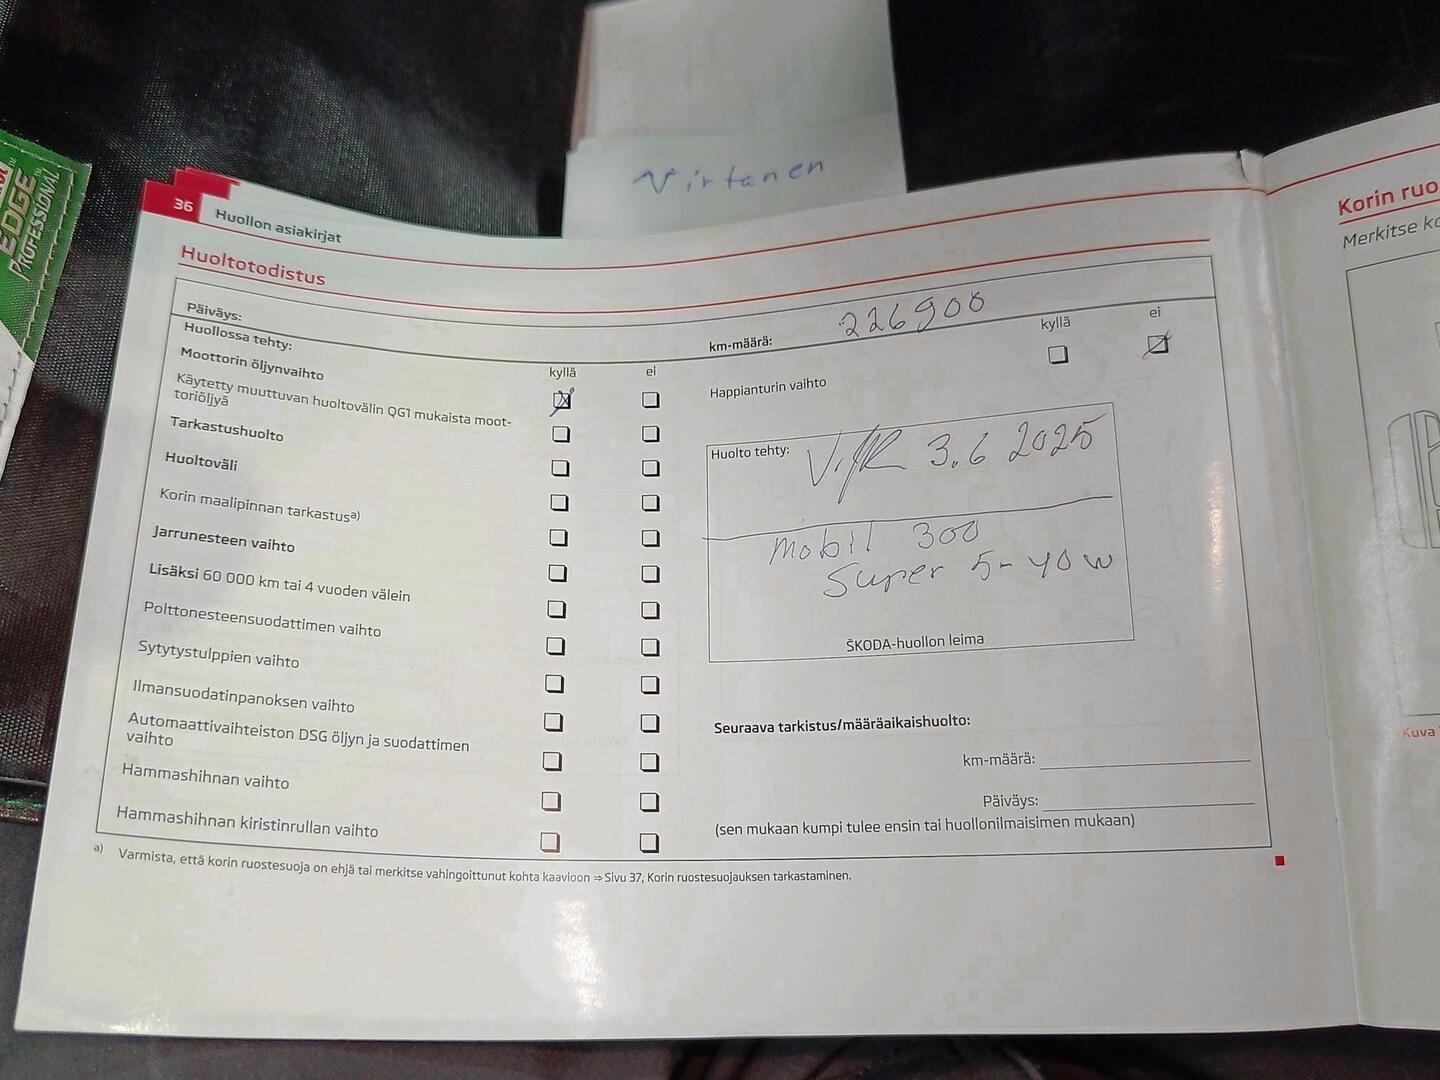 Virtanen
EDGE
PROFESSIONAL
36
Huollon asiakirjat
Huoltotodistus
Päiväys:
Huollossa tehty:
Moottorin öljynvaihto
kyllä ei
Käytetty muuttuvan huoltovälin QG1 mukaista moot-
toriöljyä
Tarkastushuolto
Huoltoväli
Korin maalipinnan tarkastusa)
Jarrunesteen vaihto
Lisäksi 60 000 km tai 4 vuoden välein
Polttonesteensuodattimen vaihto
Sytytystulppien vaihto
Ilmansuodatinpanoksen vaihto
Automaattivaihteiston DSG öljyn ja suodattimen
vaihto
Hammashihnan vaihto
Hammashihnan kiristinrullan vaihto
km-määrä: 226900
kyllä ei
Happianturin vaihto
Huolto tehty: 3.6 2025
Mobil 300
Super 5-40w
ŠKODA-huollon leima
Seuraava tarkistus/määräaikaishuolto:
km-määrä:
Päiväys:
(sen mukaan kumpi tulee ensin tai huollonilmaisimen mukaan)
a) Varmista, että korin ruostesuoja on ehjä tai merkitse vahingoittunut kohta kaavioon ⇒ Sivu 37, Korin ruostesuojauksen tarkastaminen.
Korin ruo
Merkitse ko
Kuva